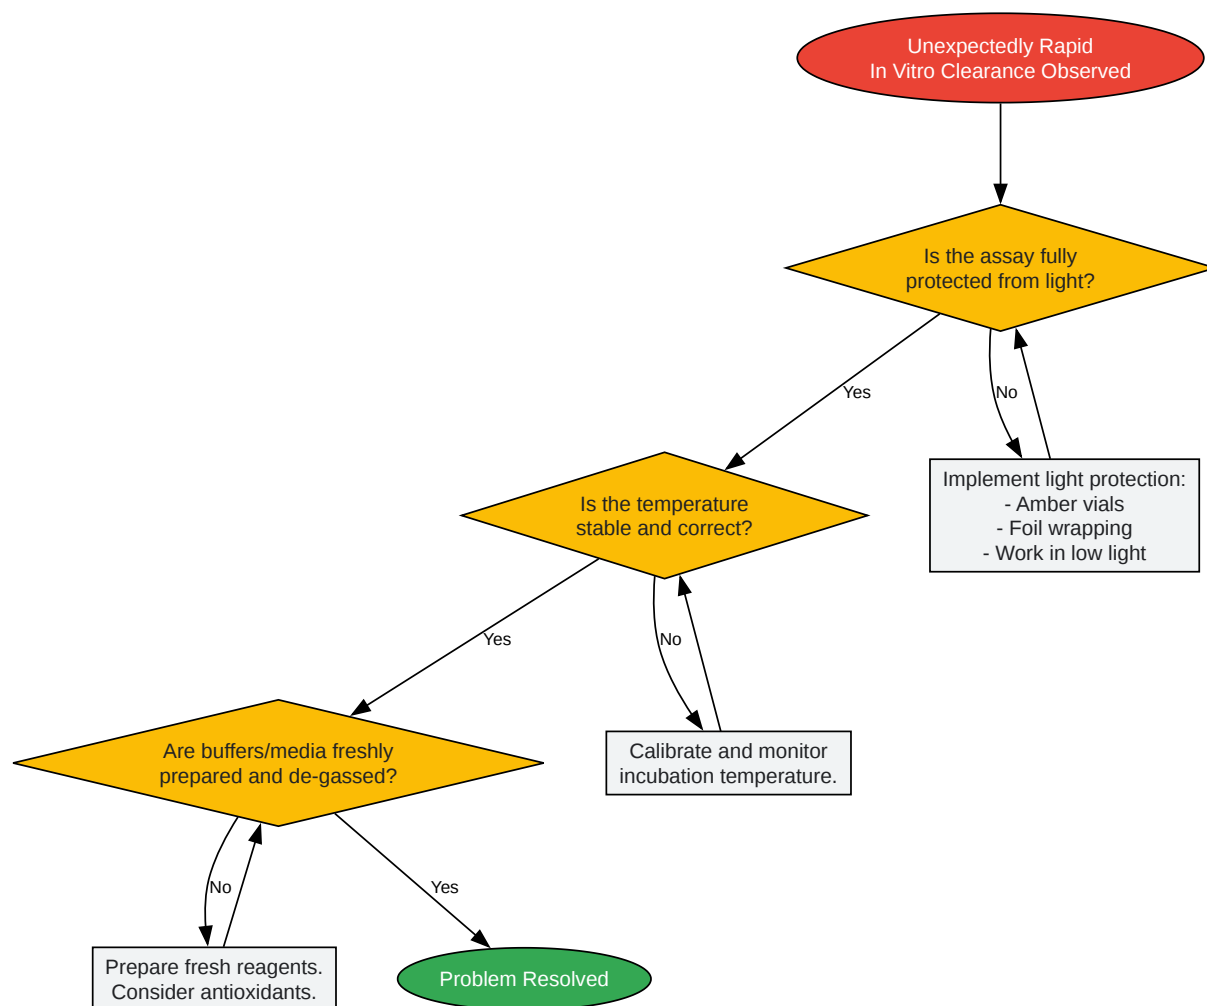 Unexpectedly Rapid
In Vitro Clearance Observed
Is the assay fully
protected from light?
Yes
No
Implement light protection:
- Amber vials
- Foil wrapping
- Work in low light
Is the temperature
stable and correct?
Yes
No
Calibrate and monitor
incubation temperature.
Are buffers/media freshly
prepared and de-gassed?
No
Yes
Prepare fresh reagents.
Consider antioxidants.
Problem Resolved